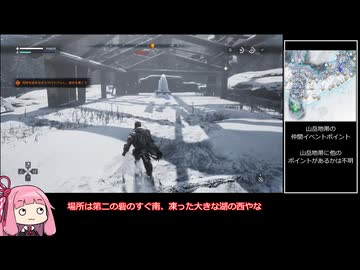 山岳地帯の
仲間イベントポイント
山岳地帯に他の
ポイントがあるかは不明
場所は第二の砦のすぐ南、凍った大きな湖の西やな